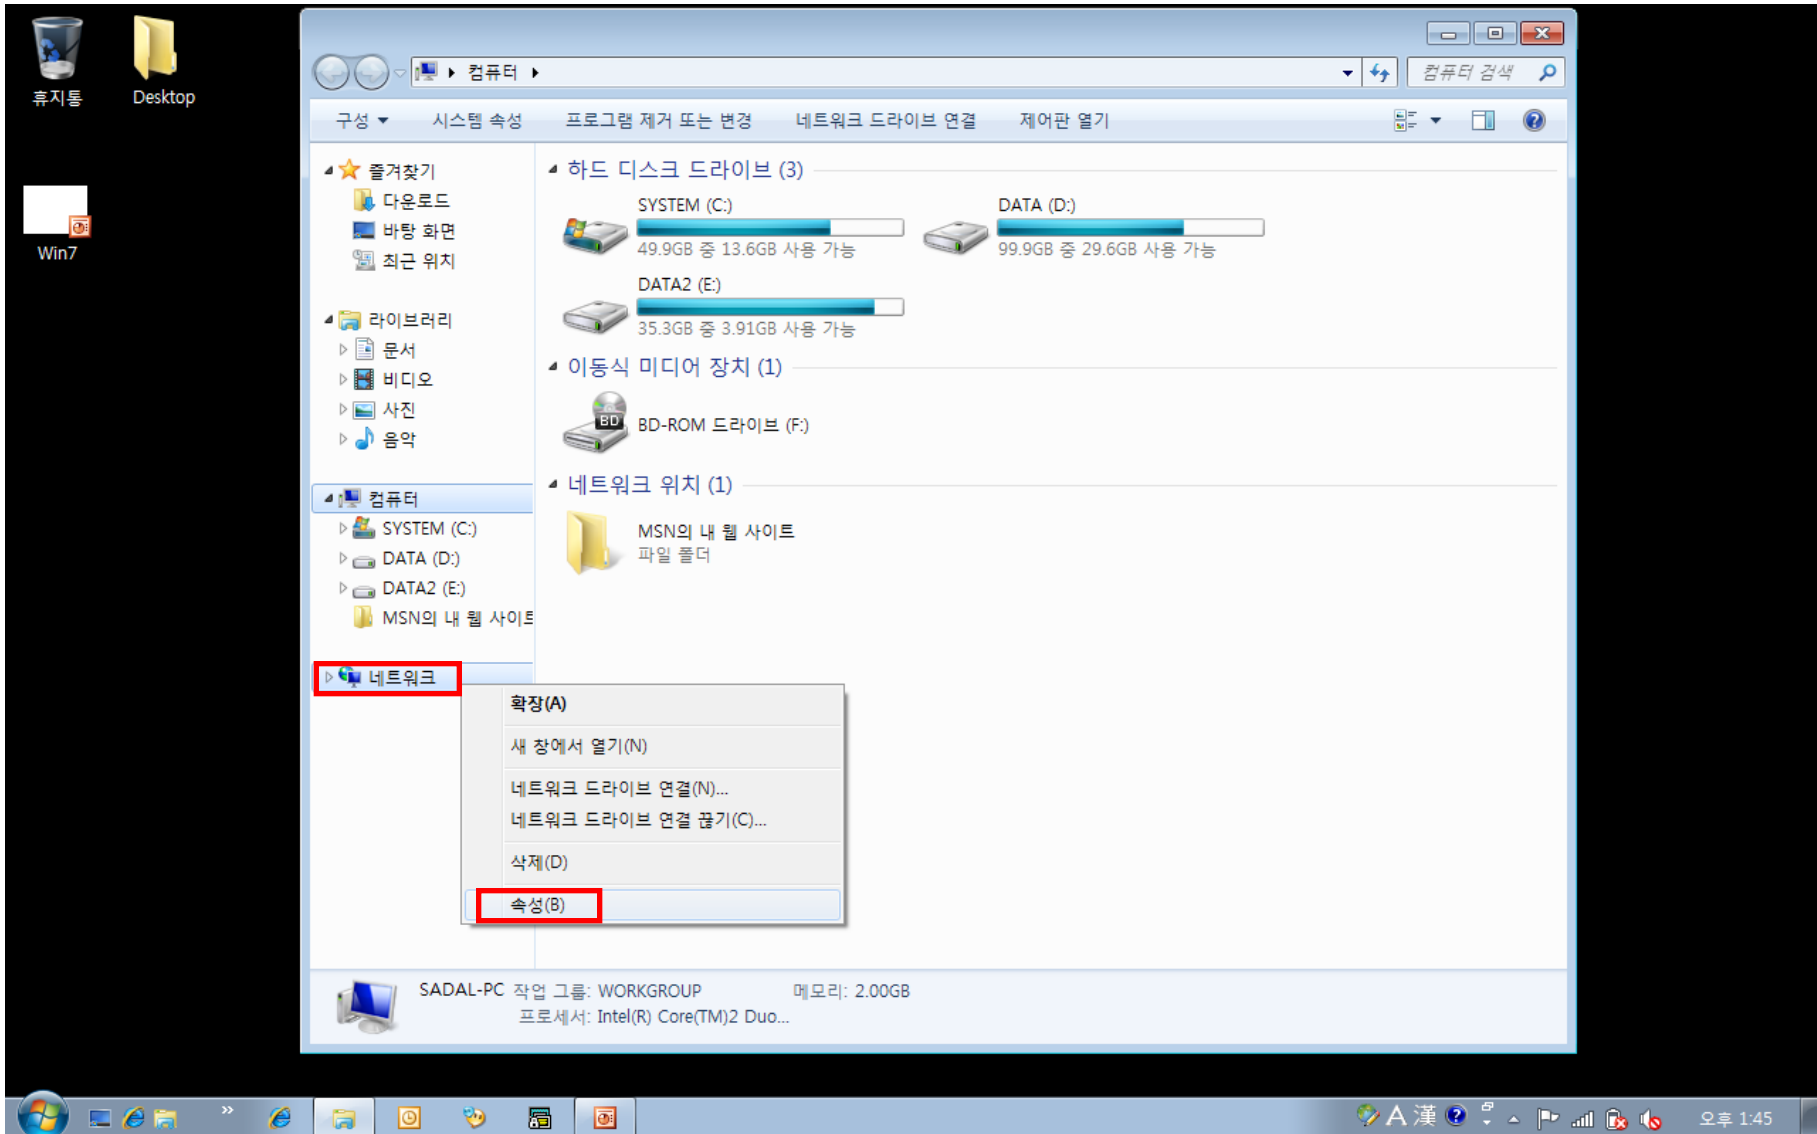 휴지통
Desktop
Win7
컴퓨터
컴퓨터 검색
구성
시스템 속성
프로그램 제거 또는 변경
네트워크 드라이브 연결
제어판 열기
즐겨찾기
다운로드
바탕 화면
최근 위치
라이브러리
문서
비디오
사진
음악
컴퓨터
SYSTEM (C:)
DATA (D:)
DATA2 (E:)
MSN의 내 웹 사이트
네트워크
하드 디스크 드라이브 (3)
SYSTEM (C:)
49.9GB 중 13.6GB 사용 가능
DATA (D:)
99.9GB 중 29.6GB 사용 가능
DATA2 (E:)
35.3GB 중 3.91GB 사용 가능
이동식 미디어 장치 (1)
BD
BD-ROM 드라이브 (F:)
네트워크 위치 (1)
MSN의 내 웹 사이트
파일 폴더
확장(A)
새 창에서 열기(N)
네트워크 드라이브 연결(N)...
네트워크 드라이브 연결 끊기(C)...
삭제(D)
속성(B)
SADAL-PC 작업 그룹: WORKGROUP 메모리: 2.00GB
프로세서: Intel(R) Core(TM)2 Duo...
A 漢
오후 1:45